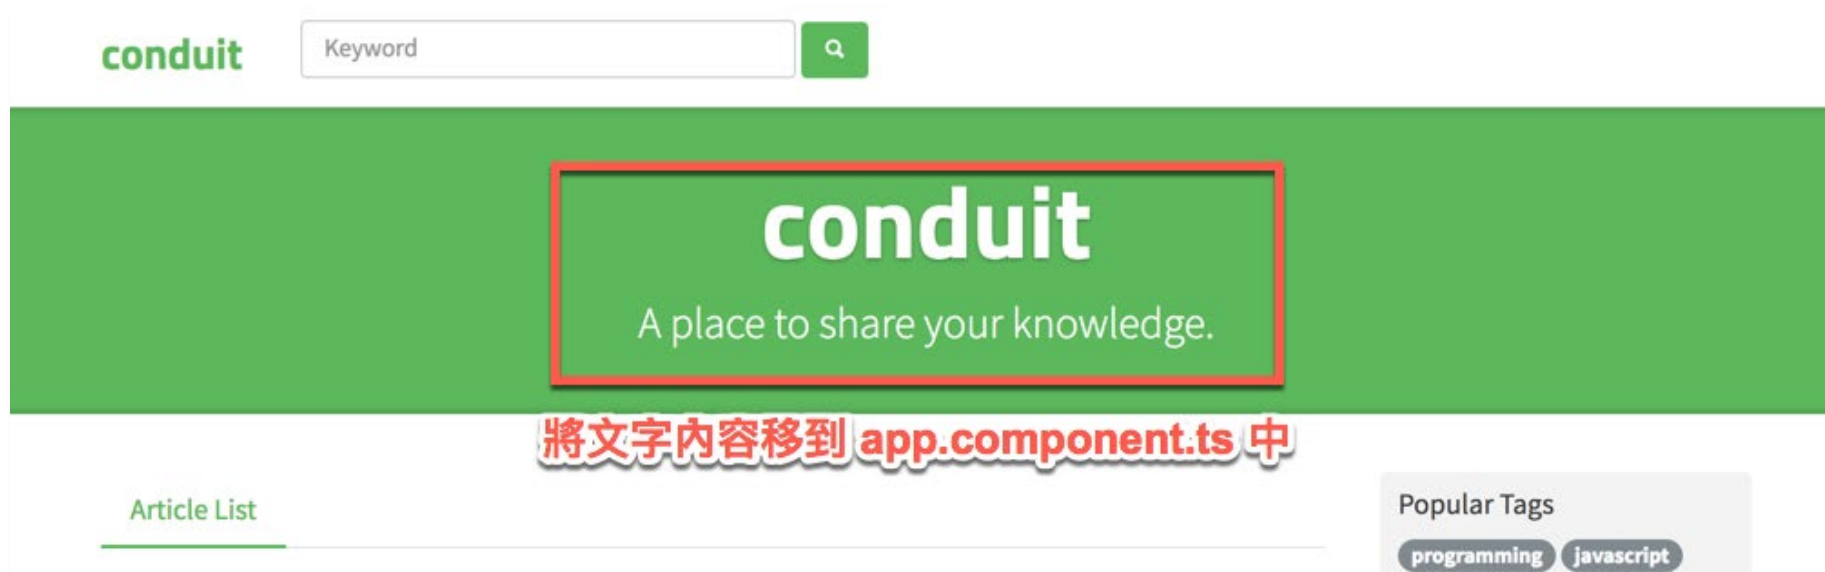 conduit
Keyword
conduit
A place to share your knowledge.
將文字內容移到 app.component.ts 中
Article List
Popular Tags
programming javascript